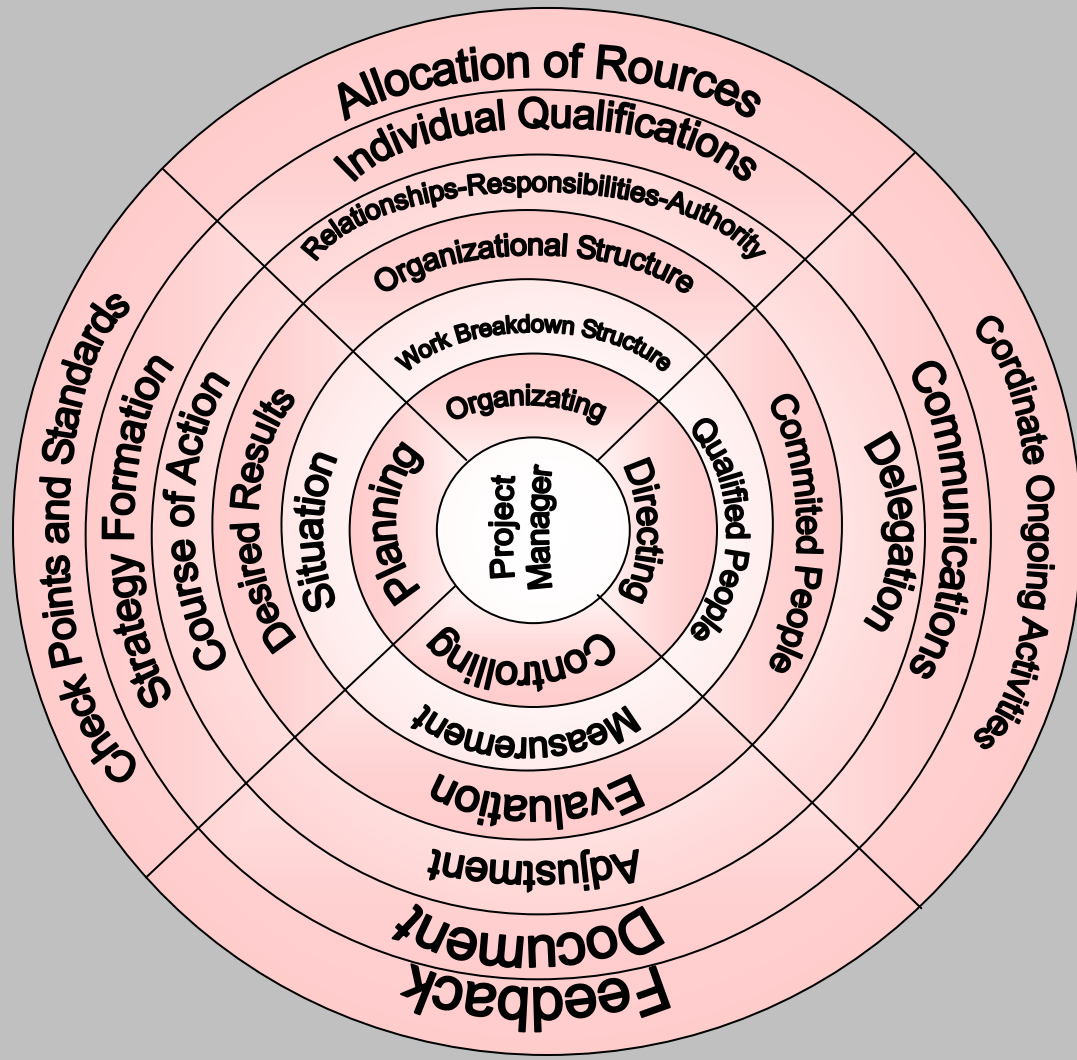 Project
Manager
Organizating
Work Breakdown Structure
Organizational Structure
Relationships-Responsibilities-Authority
Individual Qualifications
Allocation of Rources
Directing
Qualified People
Commited People
Delegation
Communications
Cordinate Ongoing Activities
Controlling
Measurement
Evaluation
Adjustment
Document
Feedback
Planning
Situation
Desired Results
Course of Action
Strategy Formation
Check Points and Standards